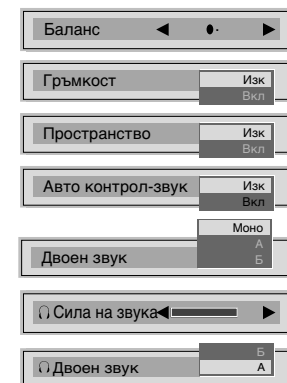 Баланс
Гръмкост
Изк
Вкл
Пространство
Изк
Вкл
Авто контрол-звук
Изк
Вкл
Моно
А
Двоен звук
Б
Сила на звука
Б
Двоен звук
А